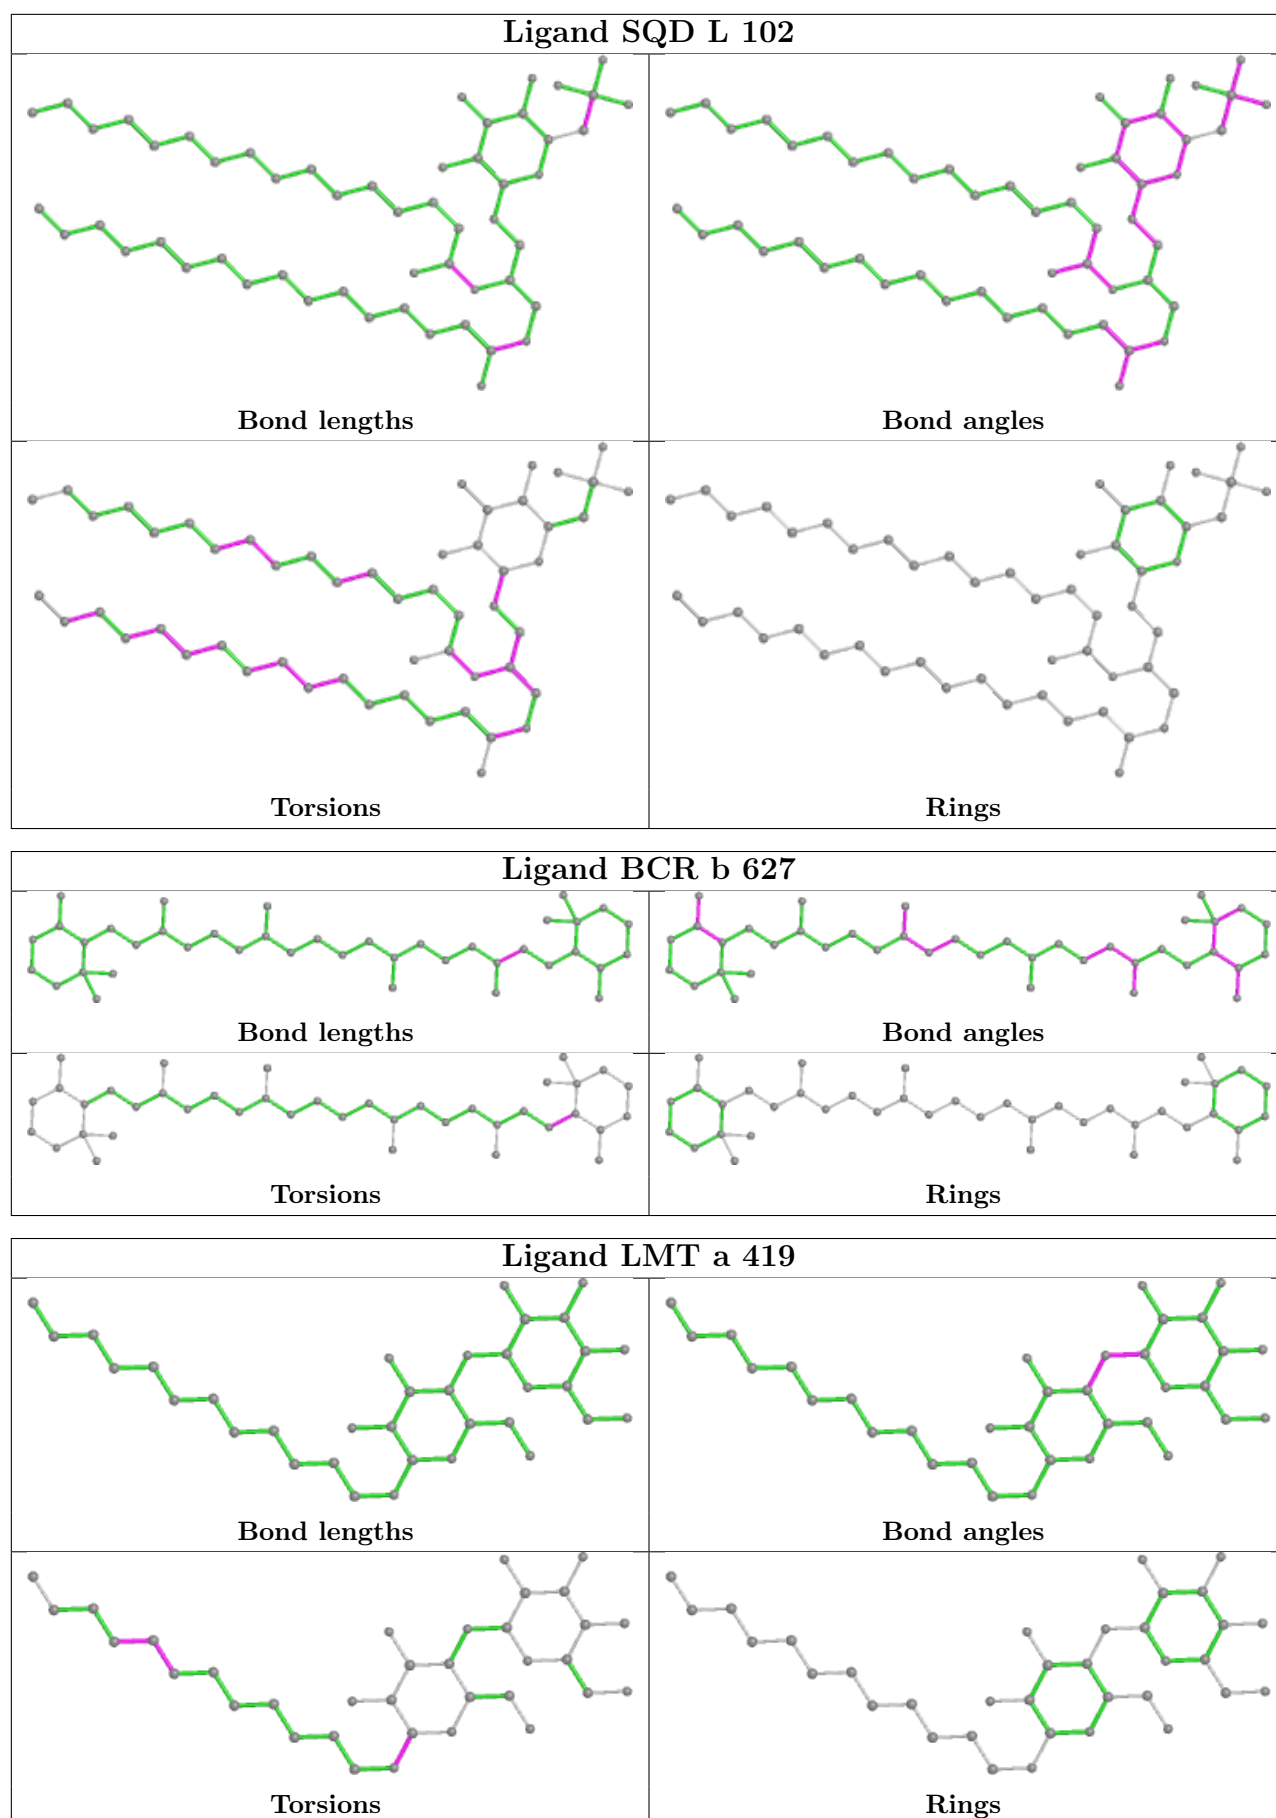 Ligand SQD L 102
Bond lengths
Bond angles
Torsions
Rings
Ligand BCR b 627
Bond lengths
Bond angles
Torsions
Rings
Ligand LMT a 419
Bond lengths
Bond angles
Torsions
Rings